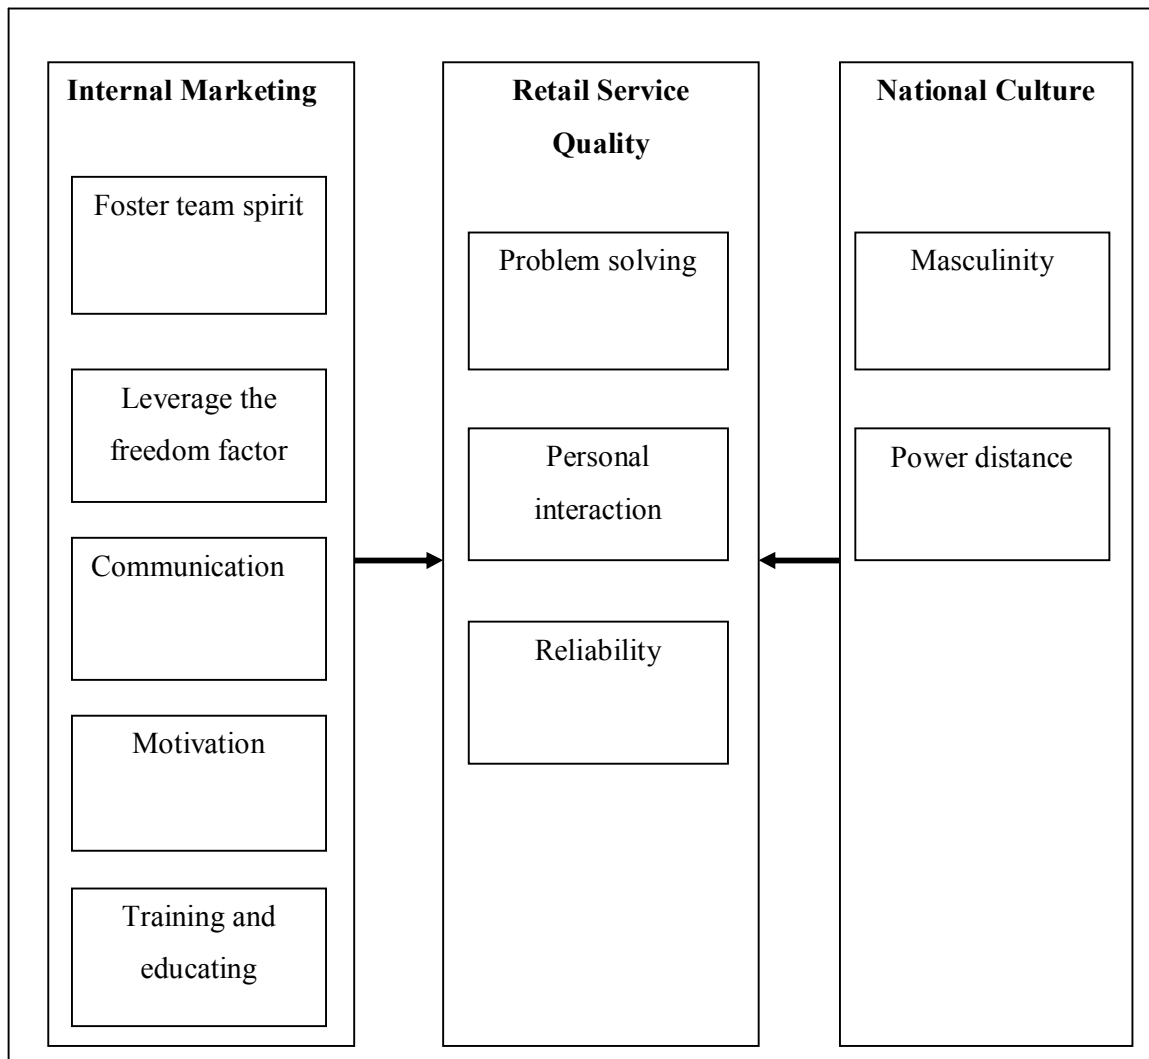 Internal Marketing
Foster team spirit
Leverage the
freedom factor
Communication
Motivation
Training and
educating
Retail Service
Quality
Problem solving
Personal
interaction
Reliability
National Culture
Masculinity
Power distance